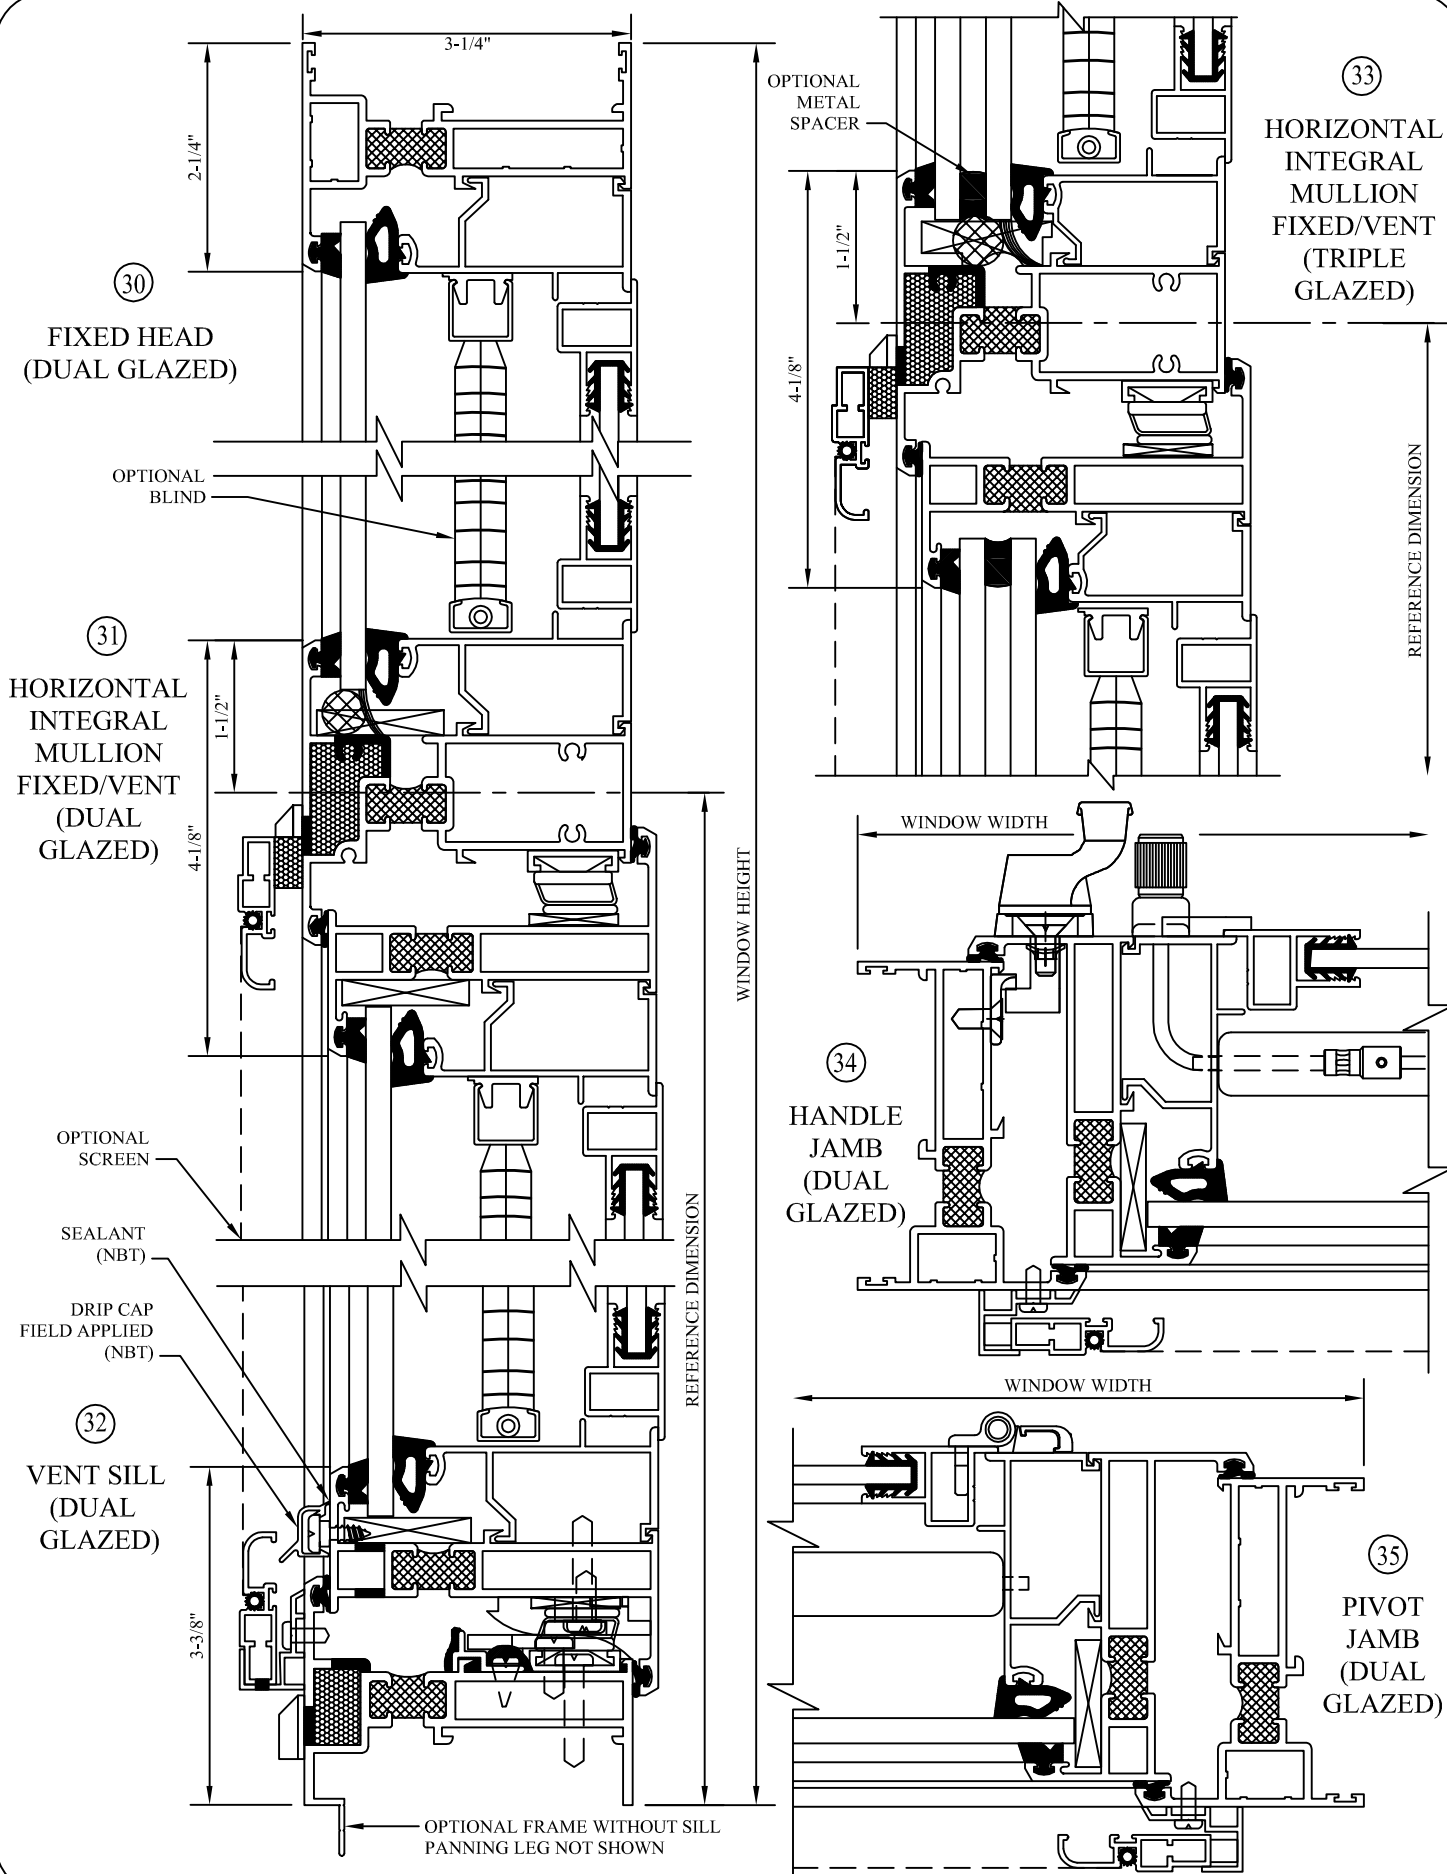 3-1/4"
2-1/4"
30
FIXED HEAD
(DUAL GLAZED)
OPTIONAL
BLIND
31
HORIZONTAL
INTEGRAL
MULLION
FIXED/VENT
(DUAL
GLAZED)
1-1/2"
4-1/8"
OPTIONAL
SCREEN
SEALANT
(NBT)
DRIP CAP
FIELD APPLIED
(NBT)
32
VENT SILL
(DUAL
GLAZED)
3-3/8"
WINDOW HEIGHT
REFERENCE DIMENSION
OPTIONAL FRAME WITHOUT SILL
PANNING LEG NOT SHOWN
OPTIONAL
METAL
SPACER
33
HORIZONTAL
INTEGRAL
MULLION
FIXED/VENT
(TRIPLE
GLAZED)
1-1/2"
4-1/8"
REFERENCE DIMENSION
WINDOW WIDTH
34
HANDLE
JAMB
(DUAL
GLAZED)
WINDOW WIDTH
35
PIVOT
JAMB
(DUAL
GLAZED)